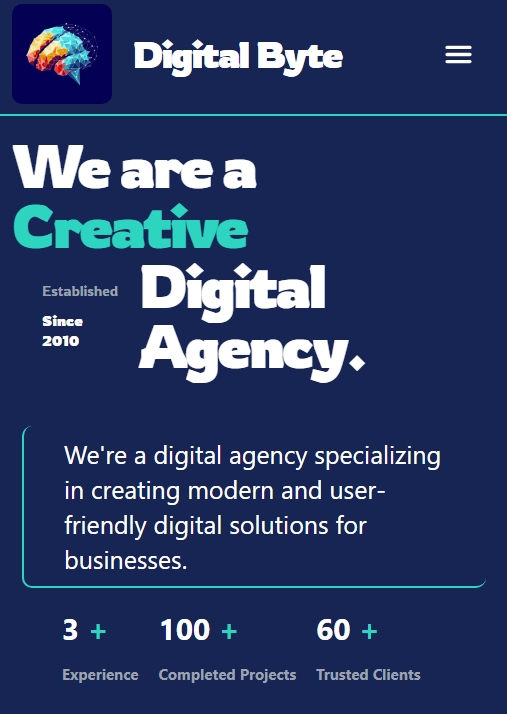 Digital Byte
We are a
Creative
Established
Since
2010
Digital
Agency.
We're a digital agency specializing
in creating modern and user-
friendly digital solutions for
businesses.
3 + 100 + 60 +
Experience Completed Projects Trusted Clients